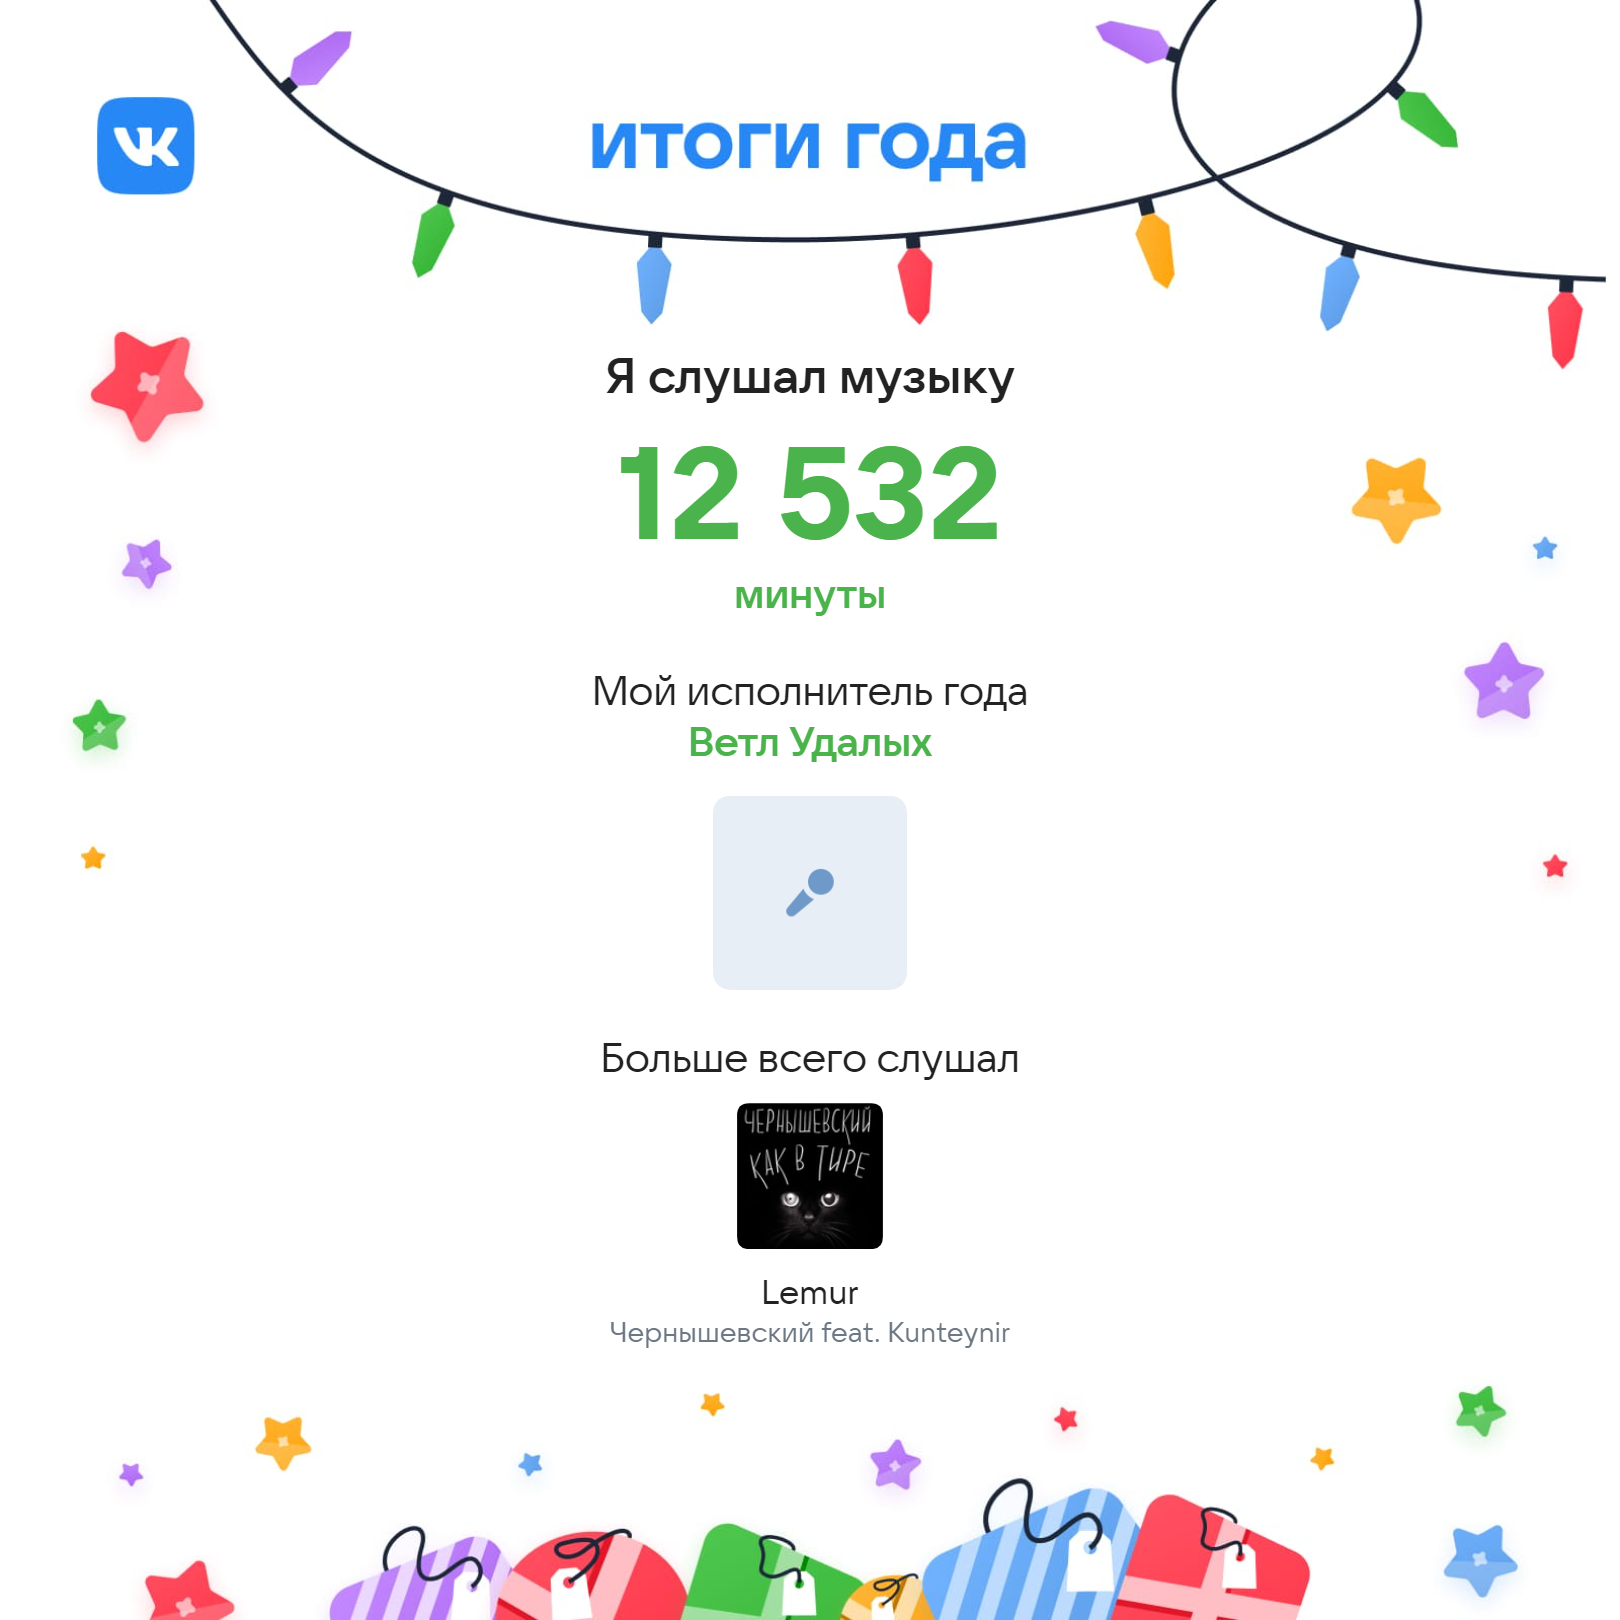 VK
итоги года
Я слушал музыку
12 532
минуты
Мой исполнитель года
Ветл Удалых
Больше всего слушал
ЧЕРНЫШЕВСКИЙ
КАК В ТИРЕ
Lemur
Чернышевский feat. Kunteynir